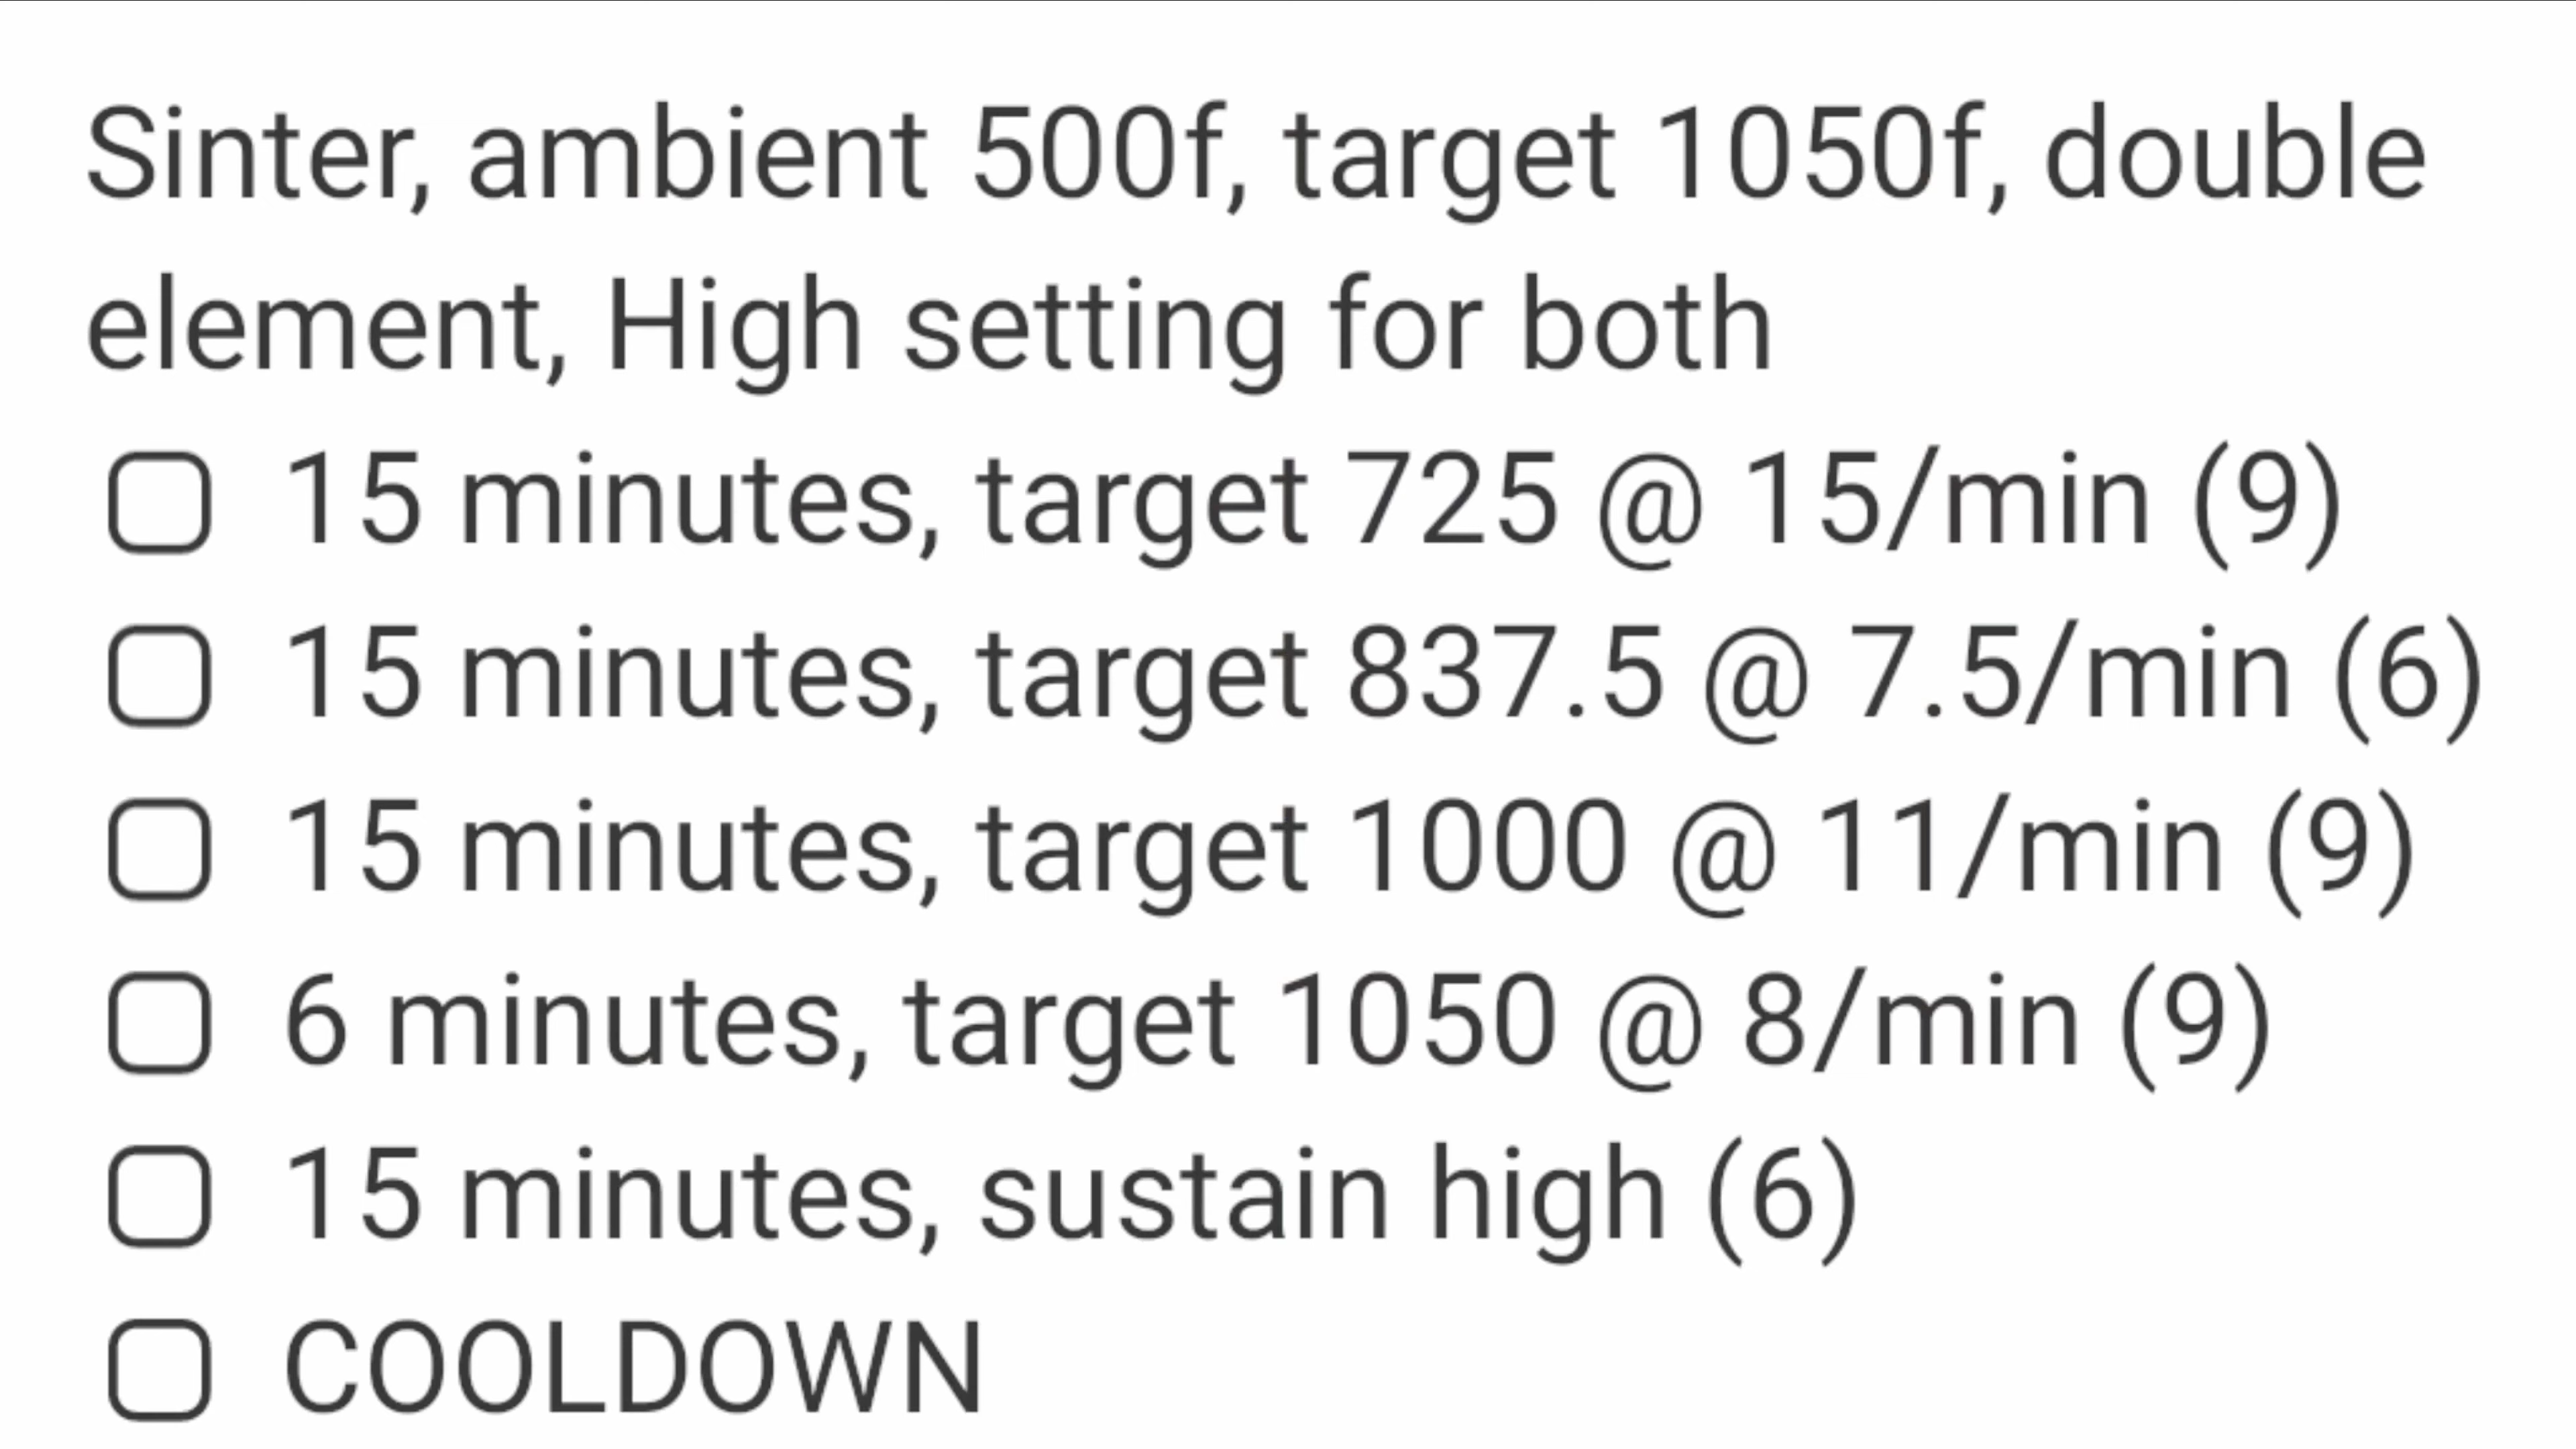 Sinter, ambient 500f, target 1050f, double
element, High setting for both
15 minutes, target 725 @ 15/min (9)
15 minutes, target 837.5 @ 7.5/min (6)
15 minutes, target 1000 @ 11/min (9)
6 minutes, target 1050 @ 8/min (9)
15 minutes, sustain high (6)
COOLDOWN